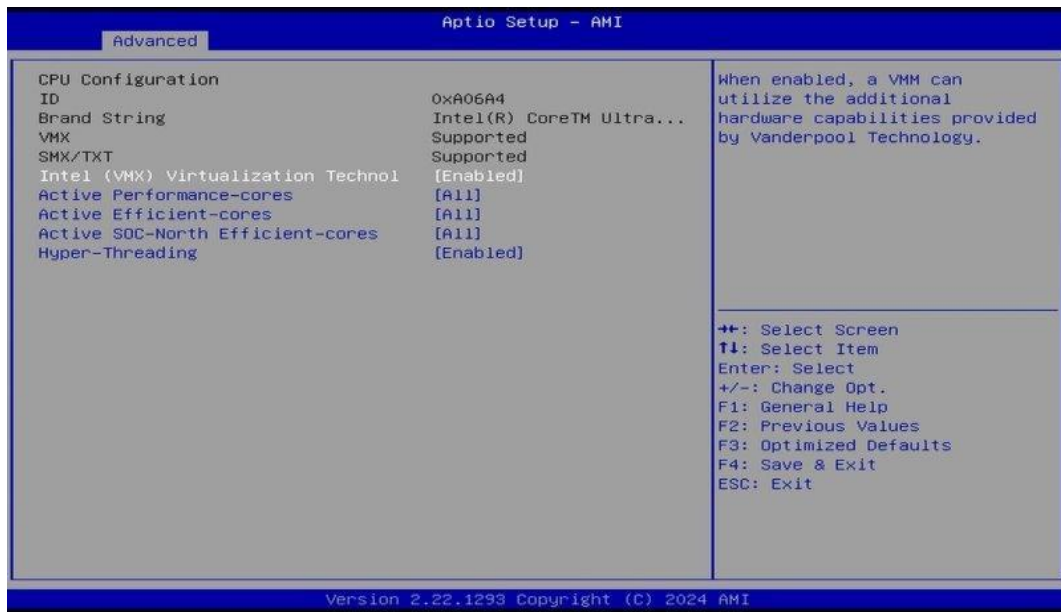 Aptio Setup - AMI
Advanced
CPU Configuration
ID 0xA06A4
Brand String Intel(R) CoreTM Ultra...
VMX Supported
SMX/TXT Supported
Intel (VMX) Virtualization Technol [Enabled]
Active Performance-cores [All]
Active Efficient-cores [All]
Active SOC-North Efficient-cores [All]
Hyper-Threading [Enabled]
When enabled, a VMM can
utilize the additional
hardware capabilities provided
by Vanderpool Technology.
→←: Select Screen
↑↓: Select Item
Enter: Select
+/-: Change Opt.
F1: General Help
F2: Previous Values
F3: Optimized Defaults
F4: Save & Exit
ESC: Exit
Version 2.22.1293 Copyright (C) 2024 AMI